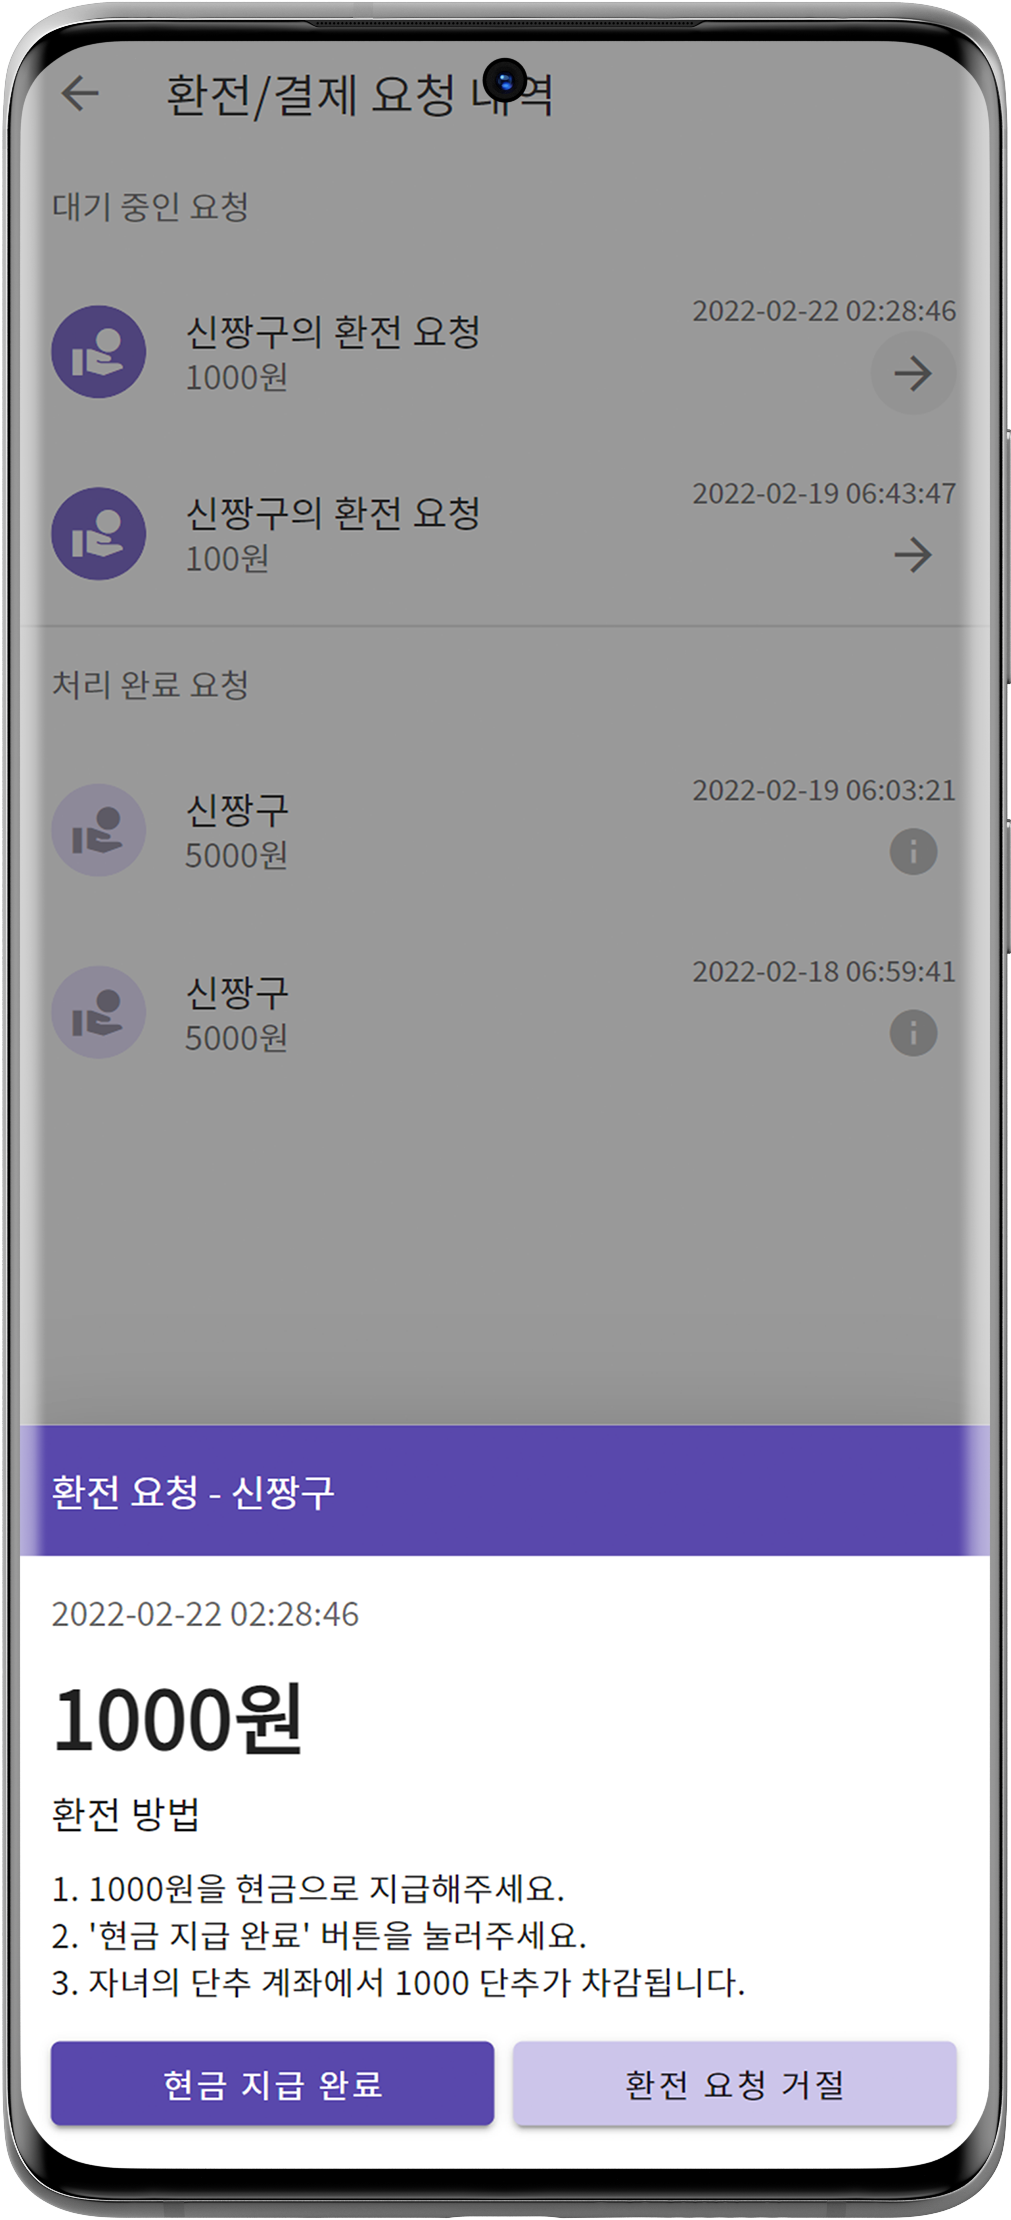 환전/결제 요청 내역
대기 중인 요청
2022-02-22 02:28:46
신짱구의 환전 요청
1000원
2022-02-19 06:43:47
신짱구의 환전 요청
100원
처리 완료 요청
2022-02-19 06:03:21
신짱구
5000원
2022-02-18 06:59:41
신짱구
5000원
환전 요청 - 신짱구
2022-02-22 02:28:46
1000원
환전 방법
1. 1000원을 현금으로 지급해주세요.
2. '현금 지급 완료' 버튼을 눌러주세요.
3. 자녀의 단추 계좌에서 1000 단추가 차감됩니다.
현금 지급 완료
환전 요청 거절